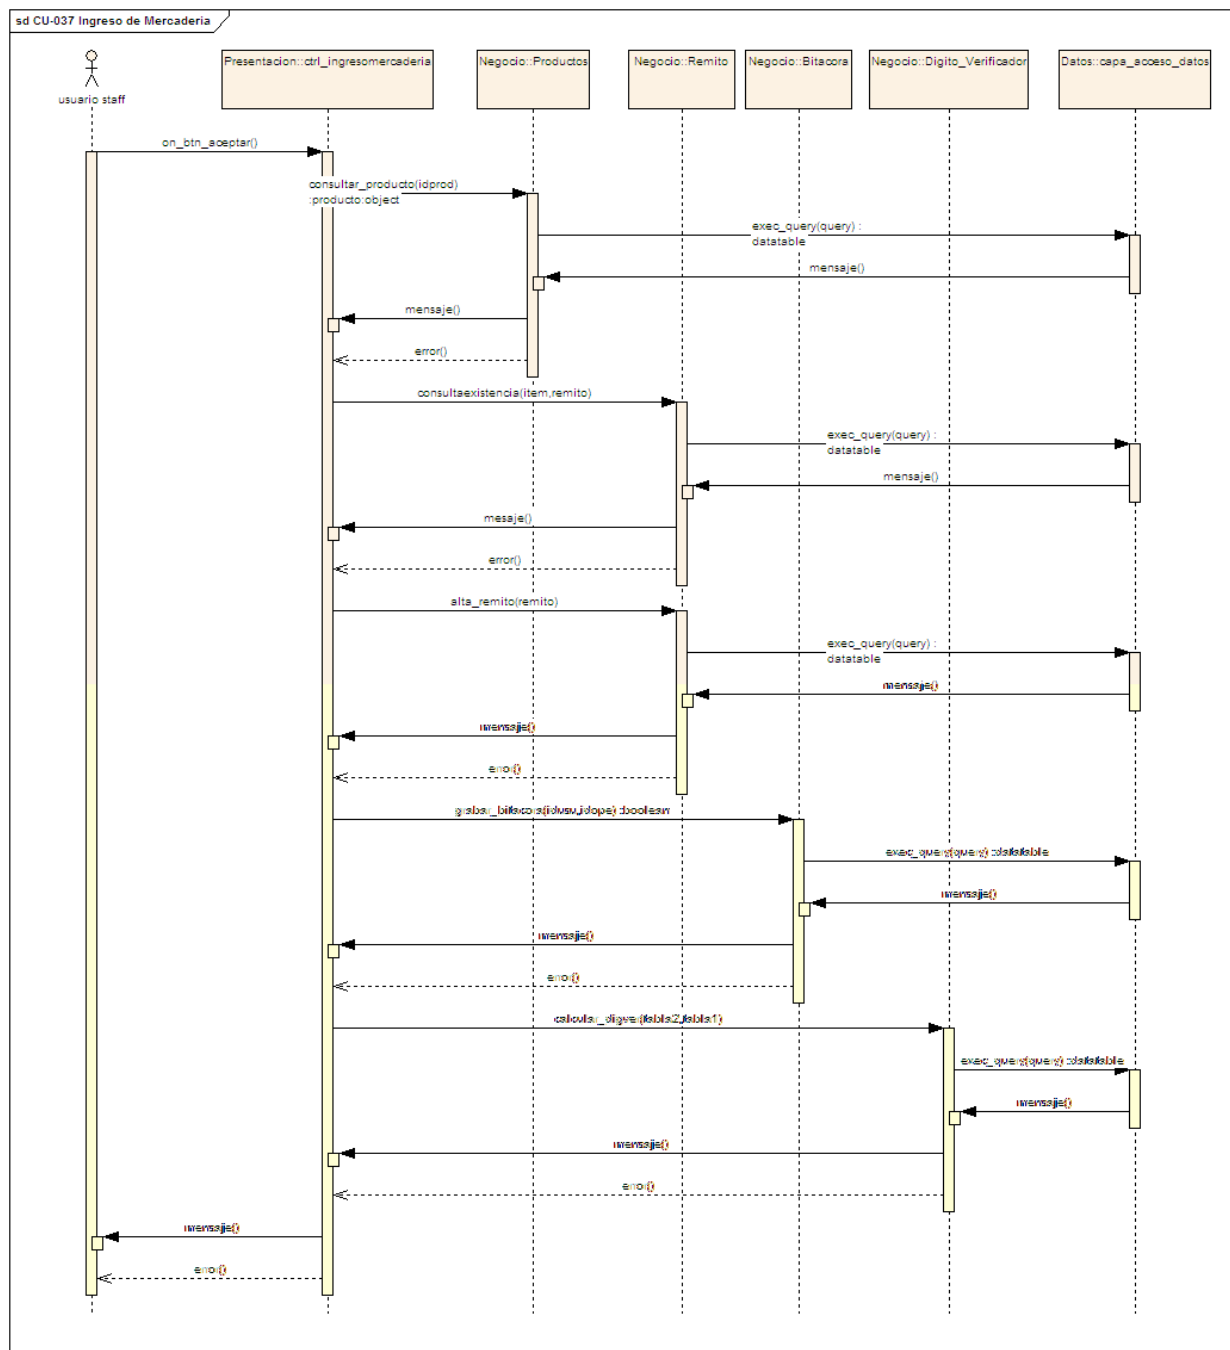 sd CU-037 Ingreso de Mercaderia
usuario staff
Presentacion::ctrl_ingresomercaderia
Negocio::Productos
Negocio::Remito
Negocio::Bitacora
Negocio::Digito_Verificador
Datos::capa_acceso_datos
on_btn_aceptar()
consultar_producto(idprod)
:producto:object
exec_query(query) :
datatable
mensaje()
mensaje()
error()
consultaexistencia(item,remito)
exec_query(query) :
datatable
mensaje()
mesaje()
error()
alta_remito(remito)
exec_query(query) :
datatable
mensaje()
mensaje()
error()
grabar_bitacora(idusu,idope) :boolean
exec_query(query) :datatable
mensaje()
mensaje()
error()
calcular_digver(tabla2,tabla1)
exec_query(query) :datatable
mensaje()
mensaje()
error()
mensaje()
error()